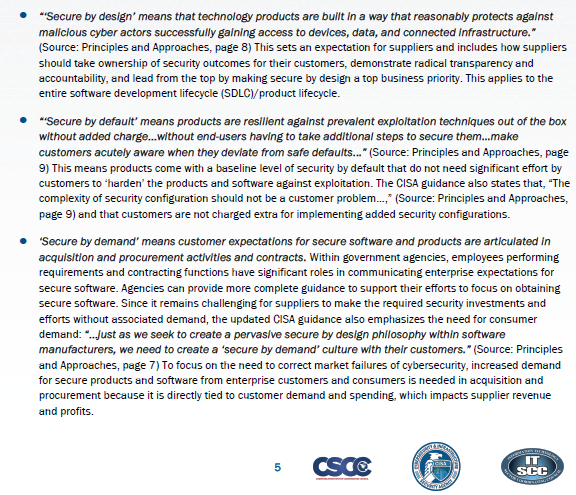 • “‘Secure by design’ means that technology products are built in a way that reasonably protects against
malicious cyber actors successfully gaining access to devices, data, and connected infrastructure.”
(Source: Principles and Approaches, page 8) This sets an expectation for suppliers and includes how suppliers
should take ownership of security outcomes for their customers, demonstrate radical transparency and
accountability, and lead from the top by making secure by design a top business priority. This applies to the
entire software development lifecycle (SDLC)/product lifecycle.
• “‘Secure by default’ means products are resilient against prevalent exploitation techniques out of the box
without added charge…without end-users having to take additional steps to secure them…make
customers acutely aware when they deviate from safe defaults...” (Source: Principles and Approaches, page
9) This means products come with a baseline level of security by default that do not need significant effort by
customers to ‘harden’ the products and software against exploitation. The CISA guidance also states that, “The
complexity of security configuration should not be a customer problem…,” (Source: Principles and Approaches,
page 9) and that customers are not charged extra for implementing added security configurations.
• ‘Secure by demand’ means customer expectations for secure software and products are articulated in
acquisition and procurement activities and contracts. Within government agencies, employees performing
requirements and contracting functions have significant roles in communicating enterprise expectations for
secure software. Agencies can provide more complete guidance to support their efforts to focus on obtaining
secure software. Since it remains challenging for suppliers to make the required security investments and
efforts without associated demand, the updated CISA guidance also emphasizes the need for consumer
demand: “…just as we seek to create a pervasive secure by design philosophy within software
manufacturers, we need to create a ‘secure by demand’ culture with their customers.” (Source: Principles
and Approaches, page 7) To focus on the need to correct market failures of cybersecurity, increased demand
for secure products and software from enterprise customers and consumers is needed in acquisition and
procurement because it is directly tied to customer demand and spending, which impacts supplier revenue
and profits.
5
CSCC
CISA
IT
SCC